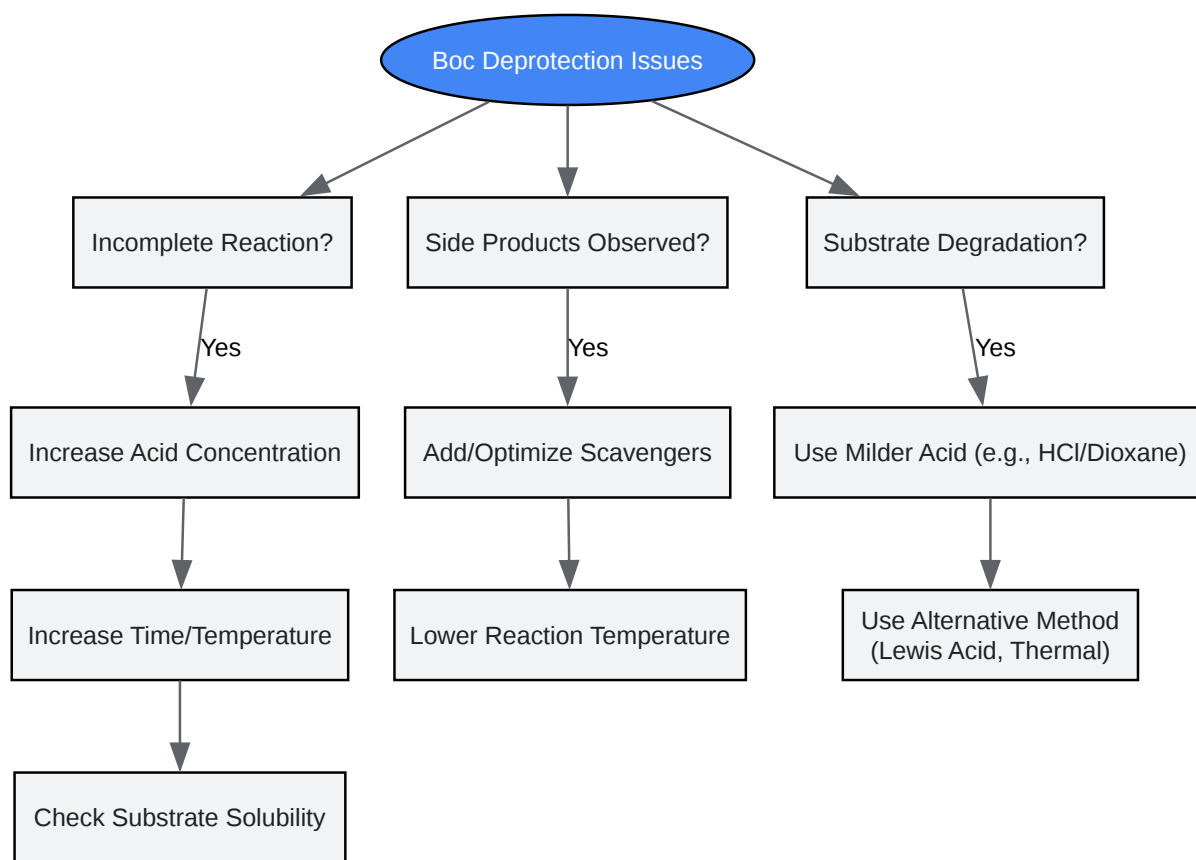 Boc Deprotection Issues
Incomplete Reaction?
Side Products Observed?
Substrate Degradation?
Yes
Yes
Yes
Increase Acid Concentration
Add/Optimize Scavengers
Use Milder Acid (e.g., HCl/Dioxane)
Increase Time/Temperature
Lower Reaction Temperature
Use Alternative Method
(Lewis Acid, Thermal)
Check Substrate Solubility